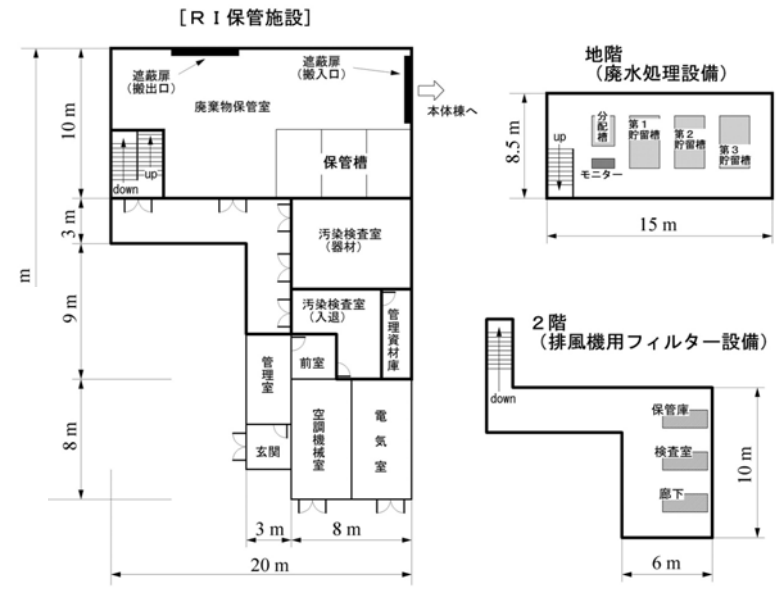 ［ＲＩ保管施設］
遮蔽扉
（搬出口）
遮蔽扉
（搬入口）
本体棟へ
廃棄物保管室
保管槽
up
down
10 m
3 m
m
9 m
8 m
汚染検査室
（器材）
汚染検査室
（入退）
管理資材庫
管理室
前室
玄関
空調機械室
電気室
3 m
8 m
20 m
地階
（廃水処理設備）
8.5 m
up
分配槽
モニター
第１
貯留槽
第２
貯留槽
第３
貯留槽
15 m
２階
（排風機用フィルター設備）
down
保管庫
検査室
廊下
10 m
6 m